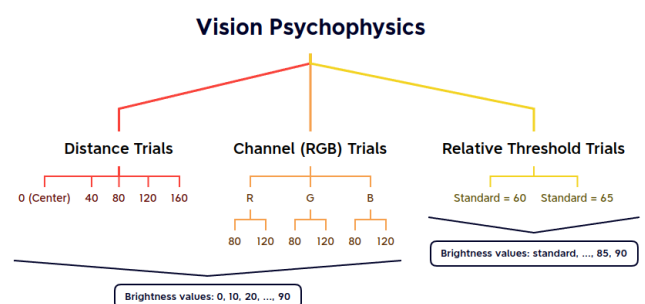 Vision Psychophysics
Distance Trials
Channel (RGB) Trials
Relative Threshold Trials
0 (Center) 40 80 120 160
R G B
Standard = 60 Standard = 65
80 120 80 120 80 120
Brightness values: standard, ..., 85, 90
Brightness values: 0, 10, 20, ..., 90